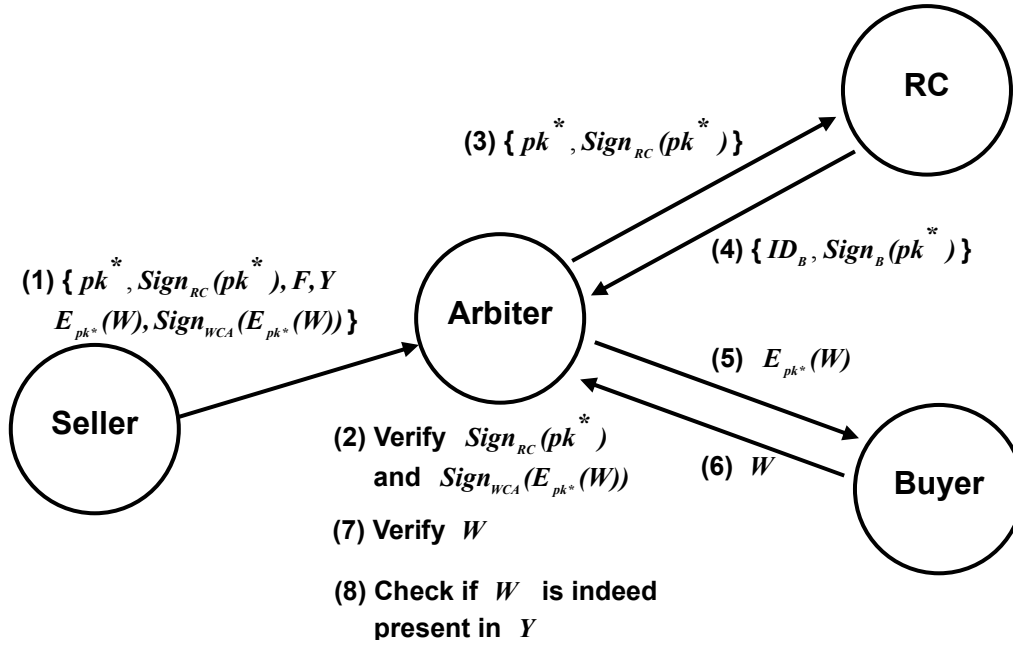 RC
(3) { pk*, Sign_RC (pk*) }
(4) { ID_B, Sign_B (pk*) }
(1) { pk*, Sign_RC (pk*), F, Y
E_pk* (W), Sign_WCA (E_pk* (W)) }
Arbiter
Seller
(5) E_pk* (W)
(6) W
Buyer
(2) Verify Sign_RC (pk*)
and Sign_WCA (E_pk* (W))
(7) Verify W
(8) Check if W is indeed
present in Y